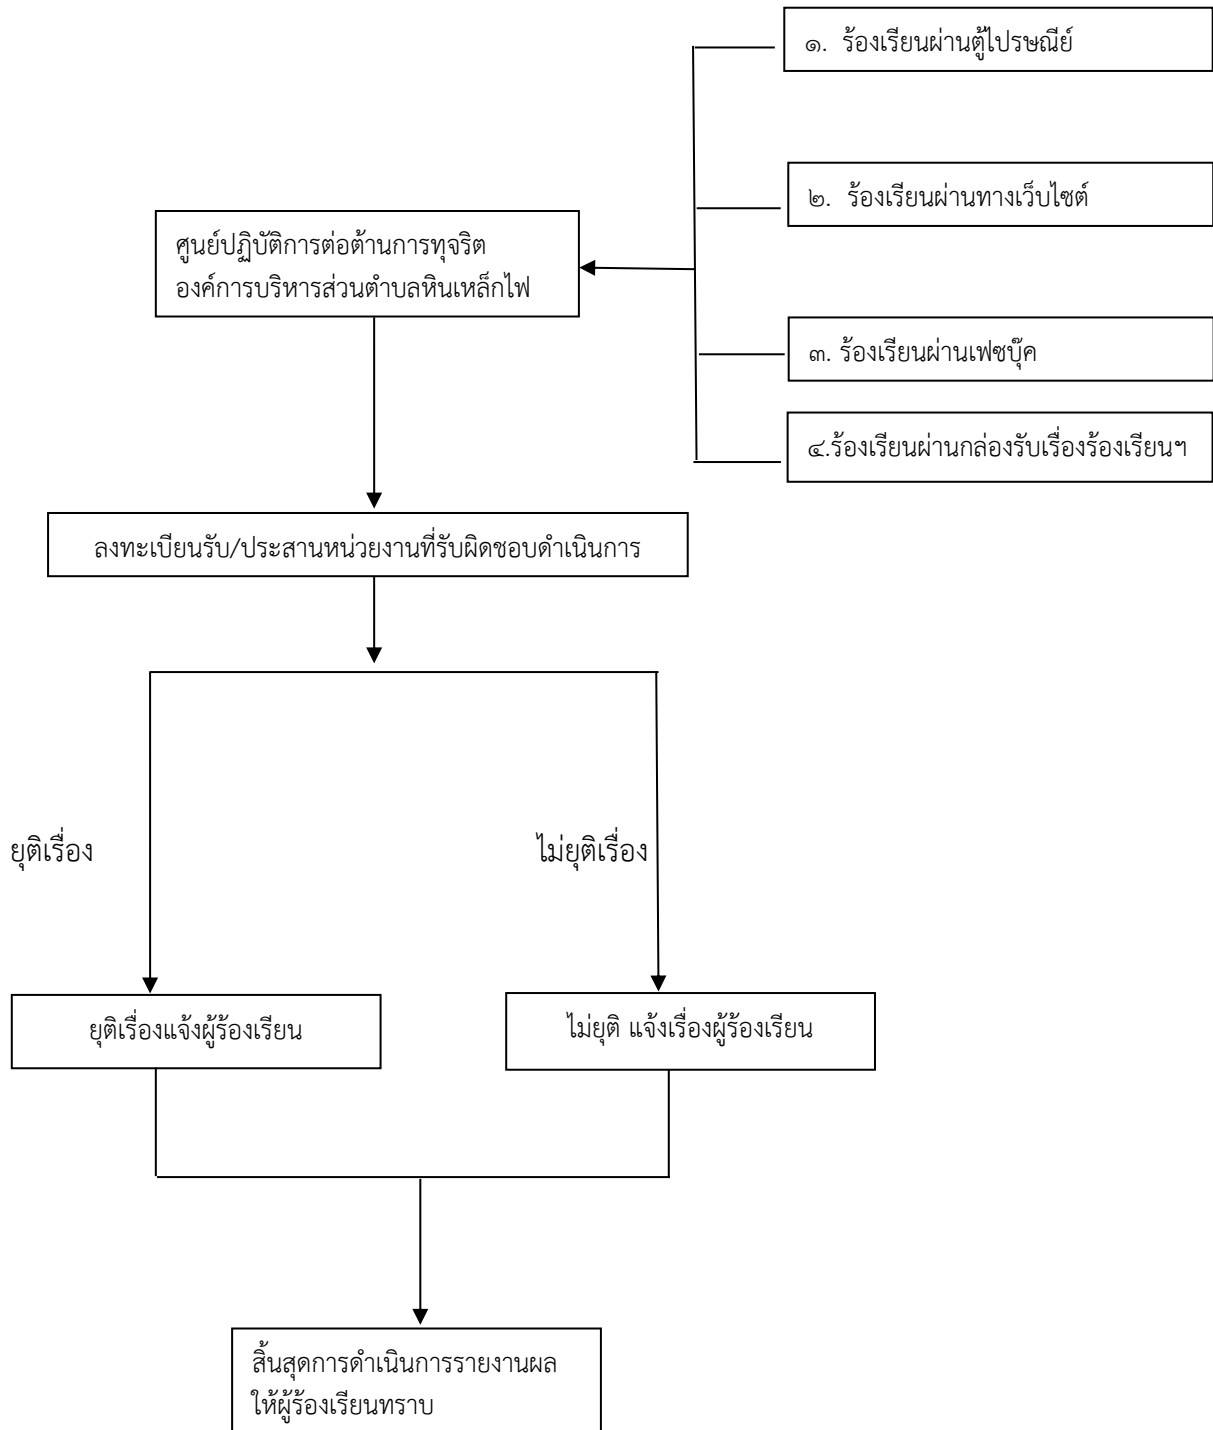 ๑. ร้องเรียนผ่านตู้ไปรษณีย์
๒. ร้องเรียนผ่านทางเว็บไซต์
ศูนย์ปฏิบัติการต่อต้านการทุจริต
องค์การบริหารส่วนตำบลหินเหล็กไฟ
๓. ร้องเรียนผ่านเฟซบุ๊ค
๔.ร้องเรียนผ่านกล่องรับเรื่องร้องเรียนฯ
ลงทะเบียนรับ/ประสานหน่วยงานที่รับผิดชอบดำเนินการ
ยุติเรื่อง
ไม่ยุติเรื่อง
ยุติเรื่องแจ้งผู้ร้องเรียน
ไม่ยุติ แจ้งเรื่องผู้ร้องเรียน
สิ้นสุดการดำเนินการรายงานผล
ให้ผู้ร้องเรียนทราบ